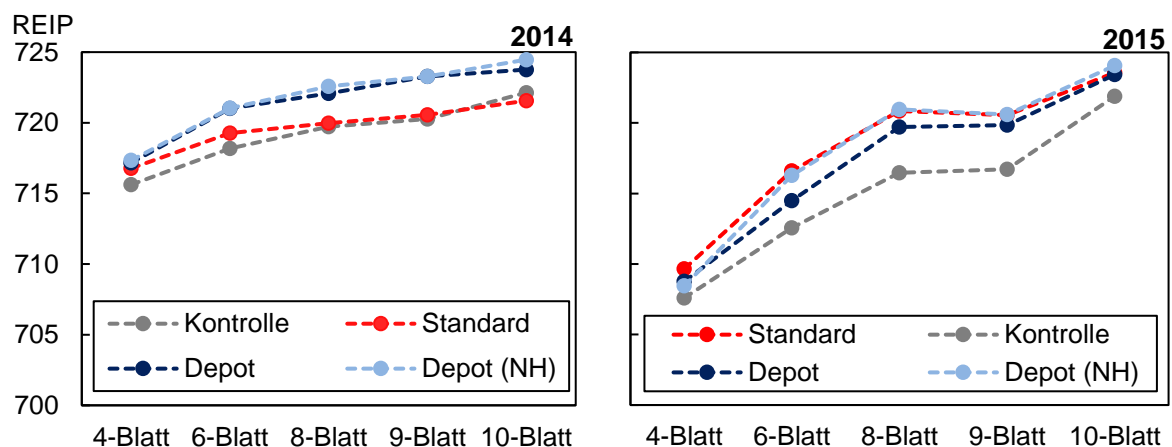 REIP
2014
725
720
715
710
705
700
Kontrolle Standard
Depot Depot (NH)
4-Blatt 6-Blatt 8-Blatt 9-Blatt 10-Blatt
2015
Standard Kontrolle
Depot Depot (NH)
4-Blatt 6-Blatt 8-Blatt 9-Blatt 10-Blatt